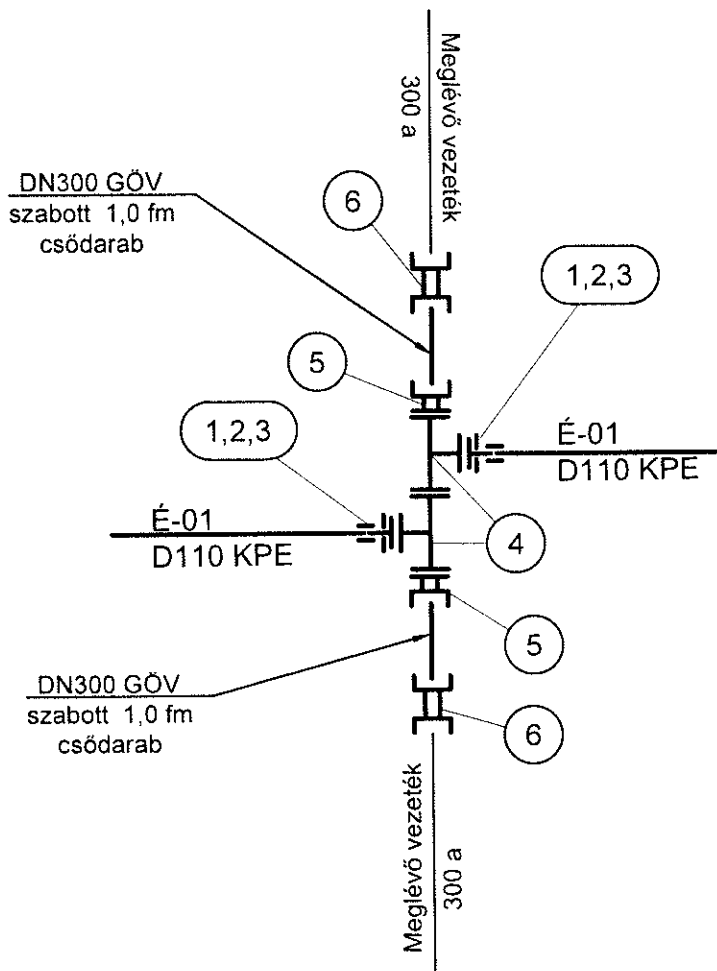 Meglévő vezeték
300 a
DN300 GÖV
szabott 1,0 fm
csődarab
6
1,2,3
5
1,2,3
É-01
D110 KPE
É-01
D110 KPE
4
5
DN300 GÖV
szabott 1,0 fm
csődarab
6
Meglévő vezeték
300 a